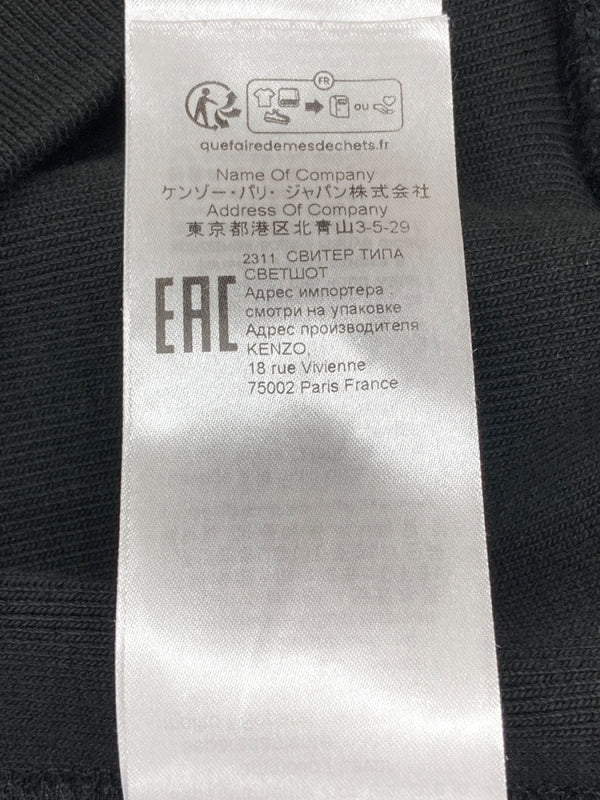 FR
ou
quefairedemesdechets.fr
Name Of Company
ケンゾー・パリ・ジャパン株式会社
Address Of Company
東京都港区北青山3-5-29
2311 СВИТЕР ТИПА
СВЕТШОТ
EAC
Адрес импортера
смотри на упаковке
Адрес производителя
KENZO,
18 rue Vivienne
75002 Paris France